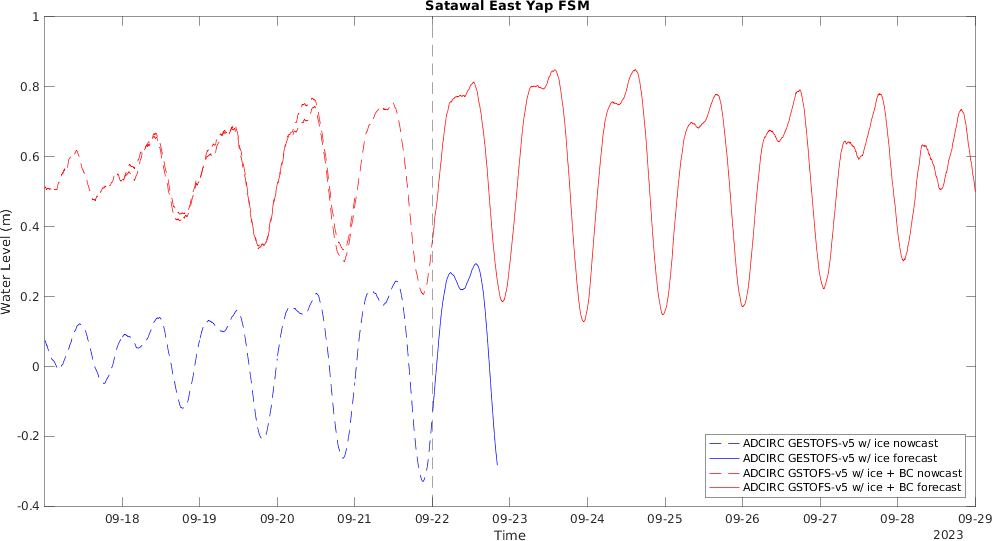 Satawal East Yap FSM
1
0.8
0.6
0.4
0.2
0
-0.2
-0.4
Water Level (m)
09-18 09-19 09-20 09-21 09-22 09-23 09-24 09-25 09-26 09-27 09-28 09-29
Time
2023
ADCIRC GESTOFS-v5 w/ ice nowcast
ADCIRC GESTOFS-v5 w/ ice forecast
ADCIRC GSTOFS-v5 w/ ice + BC nowcast
ADCIRC GSTOFS-v5 w/ ice + BC forecast